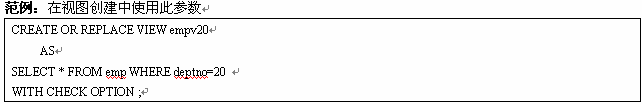 范例：在视图创建中使用此参数
CREATE OR REPLACE VIEW empv20
AS
SELECT * FROM emp WHERE deptno=20
WITH CHECK OPTION ;